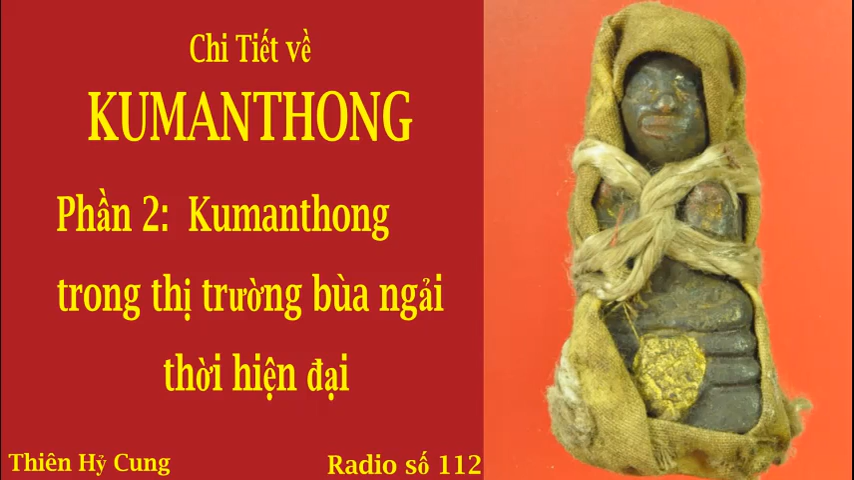 Chi Tiết về
KUMANTHONG
Phần 2: Kumanthong
trong thị trường bùa ngải
thời hiện đại
Thiên Hỷ Cung
Radio số 112